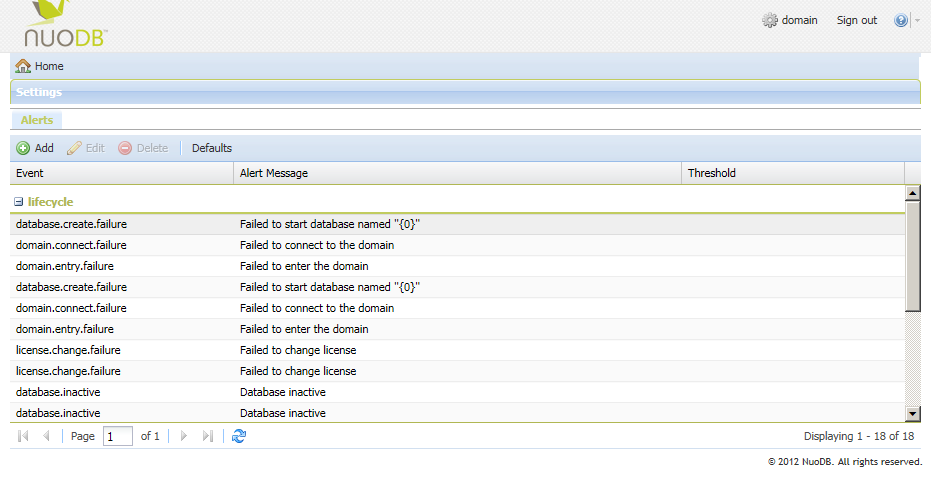 NUODB™
domain Sign out
Home
Settings
Alerts
Add Edit Delete Defaults
Event Alert Message Threshold
lifecycle
database.create.failure Failed to start database named "{0}"
domain.connect.failure Failed to connect to the domain
domain.entry.failure Failed to enter the domain
database.create.failure Failed to start database named "{0}"
domain.connect.failure Failed to connect to the domain
domain.entry.failure Failed to enter the domain
license.change.failure Failed to change license
license.change.failure Failed to change license
database.inactive Database inactive
database.inactive Database inactive
Page 1 of 1 Displaying 1 - 18 of 18
© 2012 NuoDB. All rights reserved.